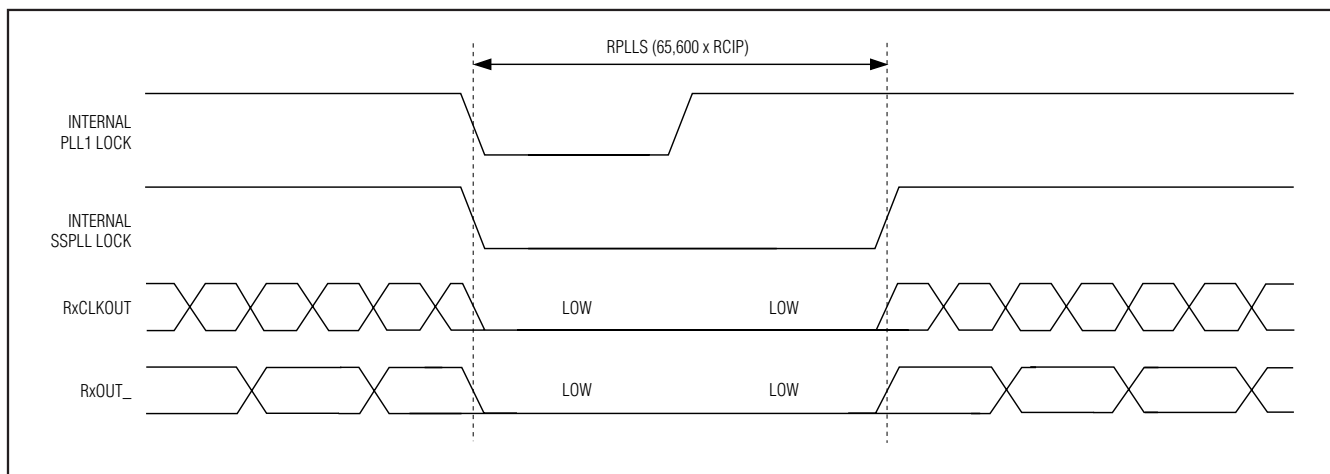 RPLLS (65,600 x RCIP)
INTERNAL
PLL1 LOCK
INTERNAL
SSPLL LOCK
RxCLKOUT
LOW
LOW
RxOUT_
LOW
LOW